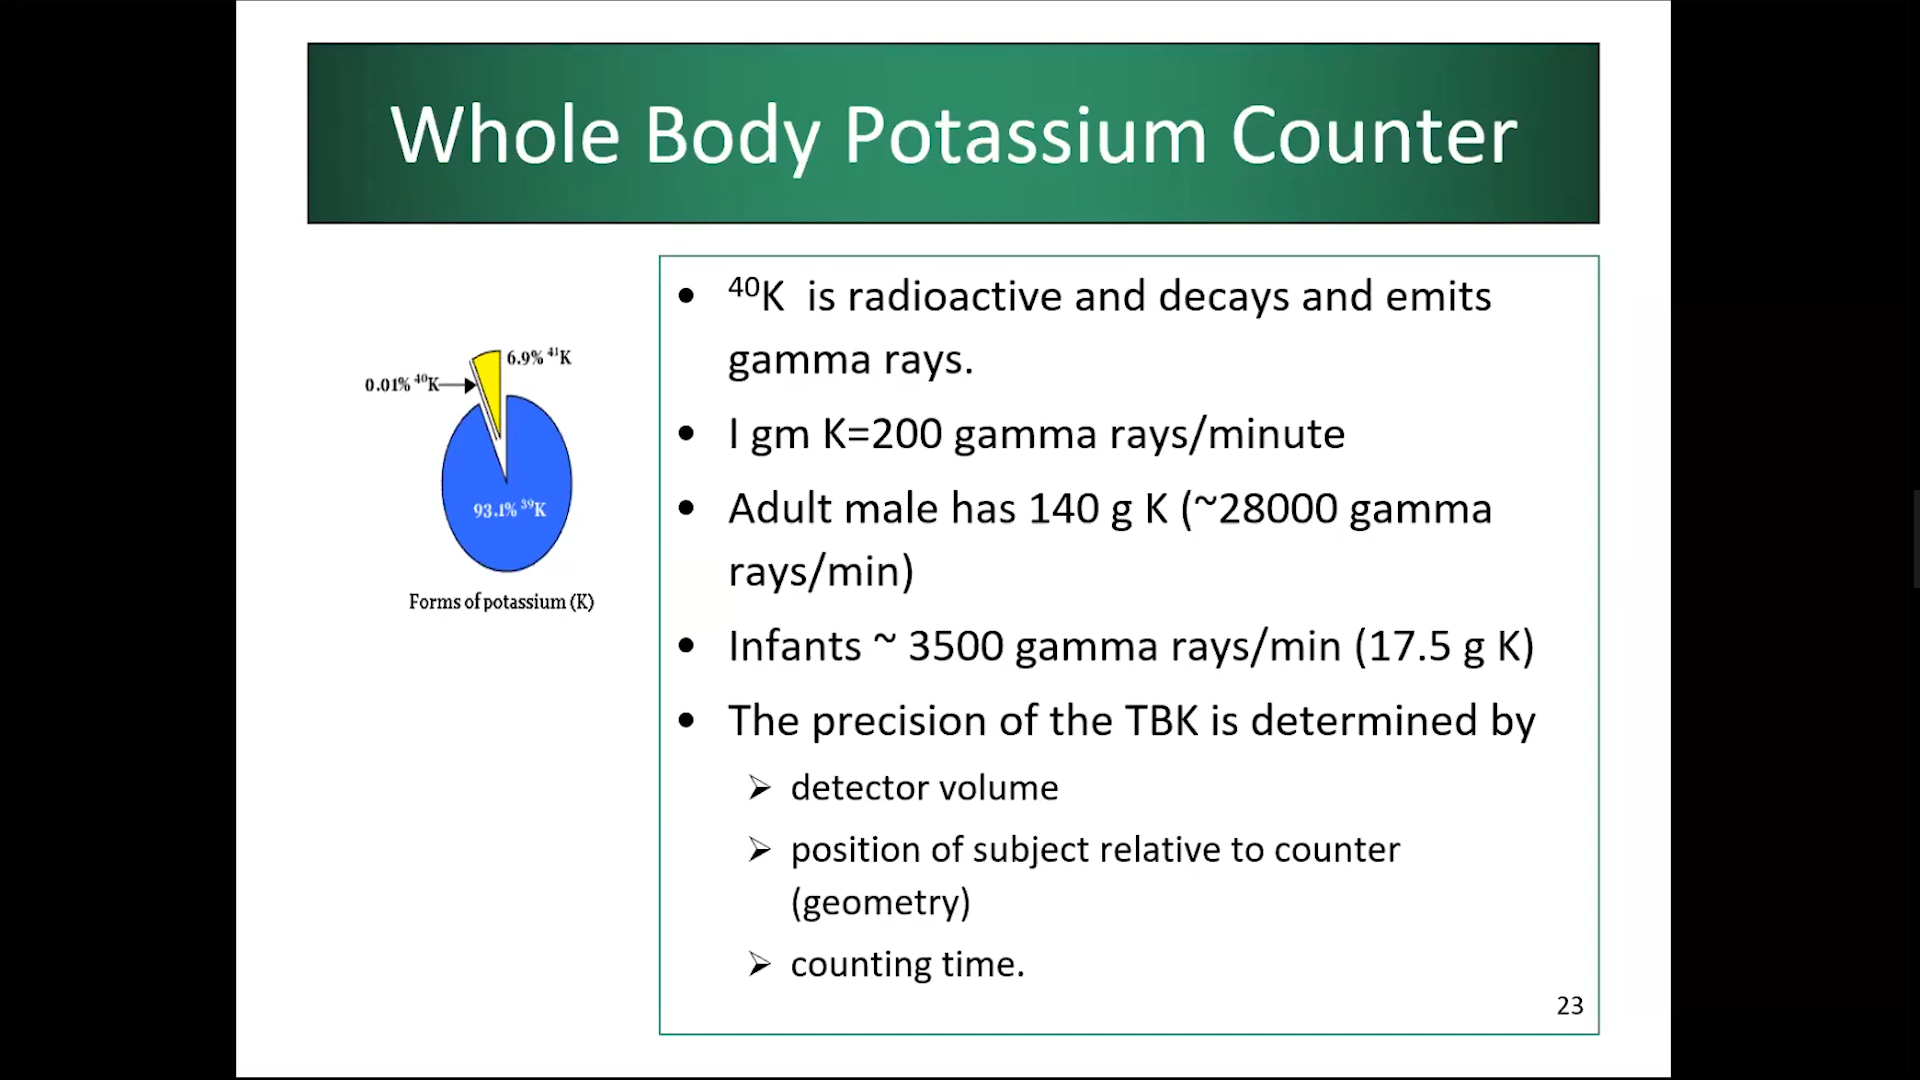 Whole Body Potassium Counter
6.9% ⁴¹K
0.01% ⁴⁰K
93.1% ³⁹K
Forms of potassium (K)
• ⁴⁰K is radioactive and decays and emits
gamma rays.
• I gm K=200 gamma rays/minute
• Adult male has 140 g K (~28000 gamma
rays/min)
• Infants ~ 3500 gamma rays/min (17.5 g K)
• The precision of the TBK is determined by
➢ detector volume
➢ position of subject relative to counter
(geometry)
➢ counting time.
23